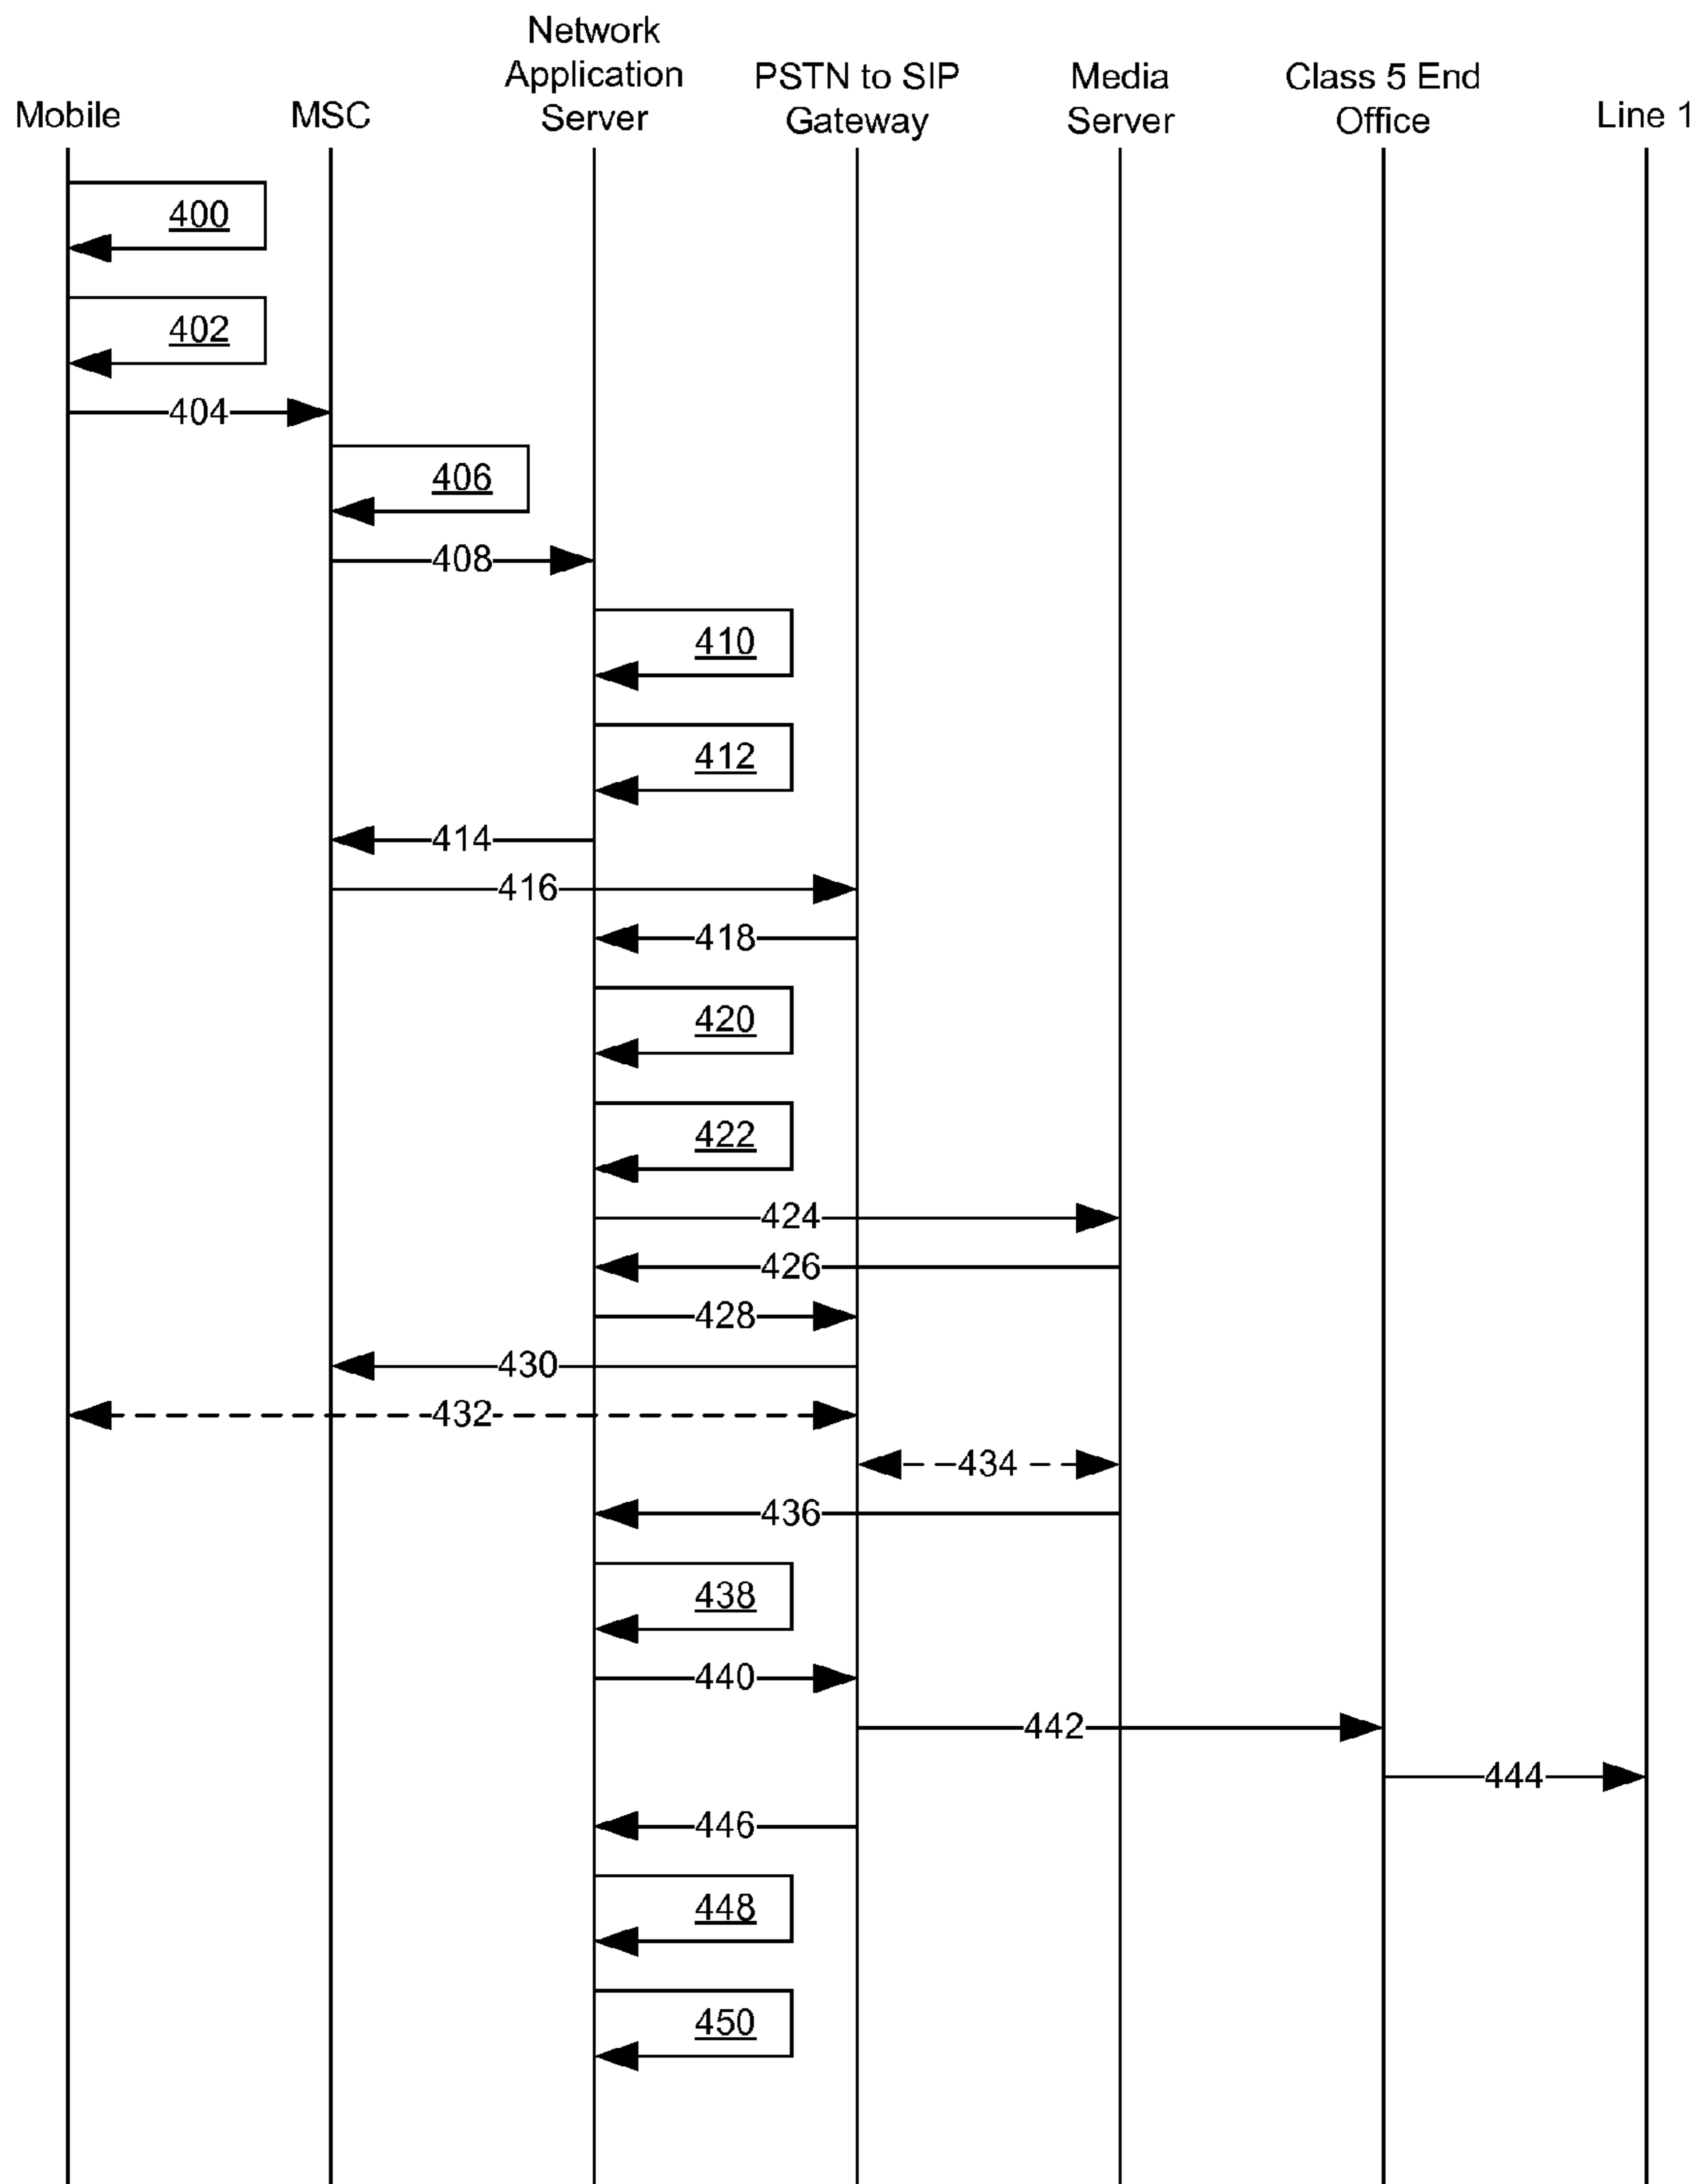 Mobile
MSC
Network
Application
Server
PSTN to SIP
Gateway
Media
Server
Class 5 End
Office
Line 1
400
402
404
406
408
410
412
414
416
418
420
422
424
426
428
430
432
434
436
438
440
442
444
446
448
450